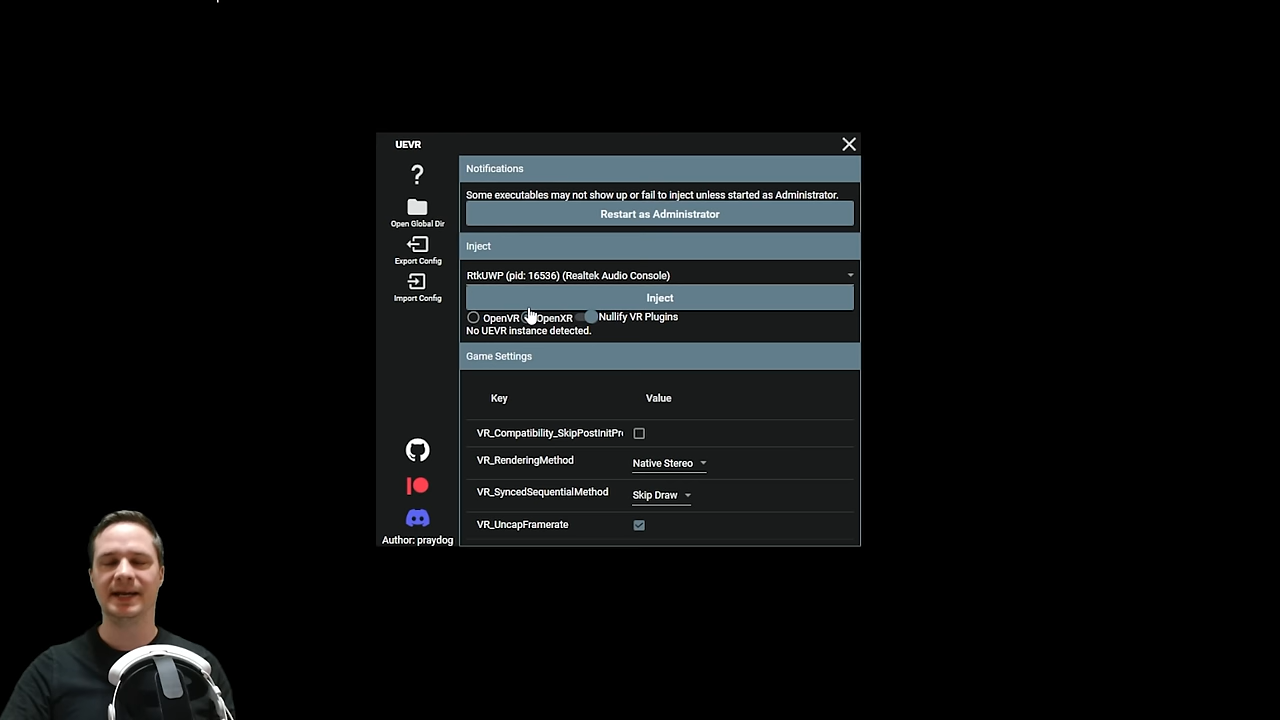 UEVR
Notifications
Some executables may not show up or fail to inject unless started as Administrator.
Restart as Administrator
Open Global Dir
Export Config
Import Config
Inject
RtkUWP (pid: 16536) (Realtek Audio Console)
Inject
OpenVR OpenXR Nullify VR Plugins
No UEVR instance detected.
Game Settings
Key Value
VR_Compatibility_SkipPostInitPr
VR_RenderingMethod Native Stereo
VR_SyncedSequentialMethod Skip Draw
VR_UncapFramerate
Author: praydog